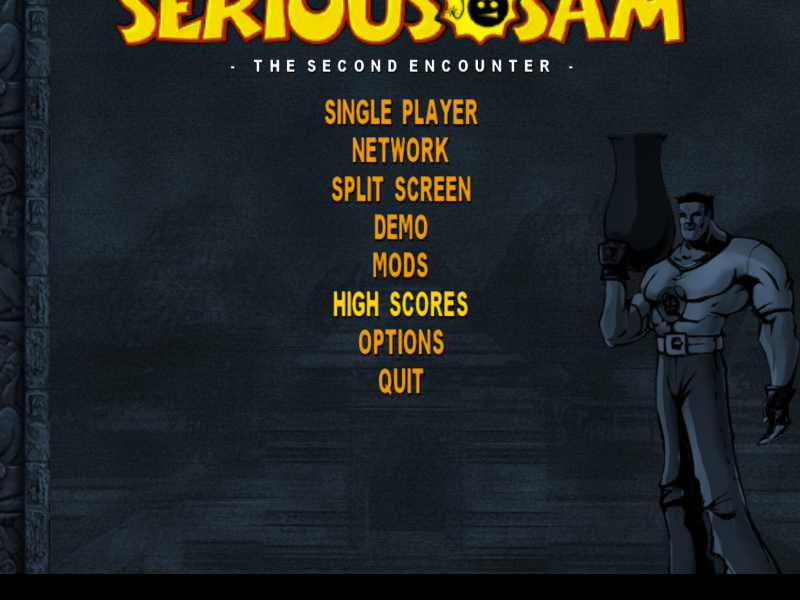 SERIOUS SAM
- THE SECOND ENCOUNTER -
SINGLE PLAYER
NETWORK
SPLIT SCREEN
DEMO
MODS
HIGH SCORES
OPTIONS
QUIT